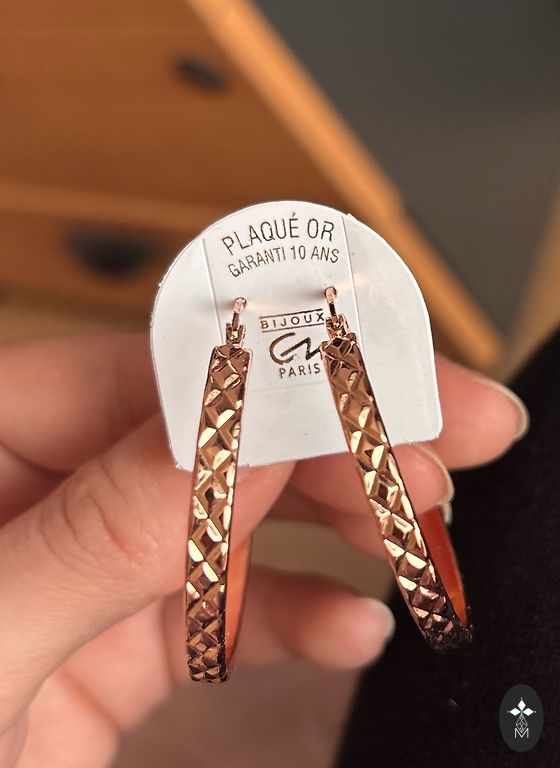 PLAQUÉ OR
GARANTI 10 ANS
BIJOUX
PARIS